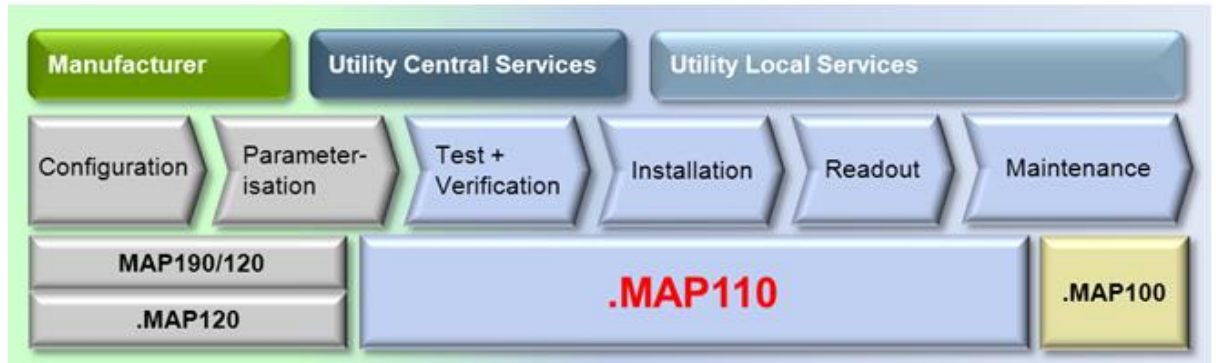 Manufacturer
Utility Central Services
Utility Local Services
Configuration
Parameter-
isation
Test +
Verification
Installation
Readout
Maintenance
MAP190/120
.MAP120
.MAP110
.MAP100